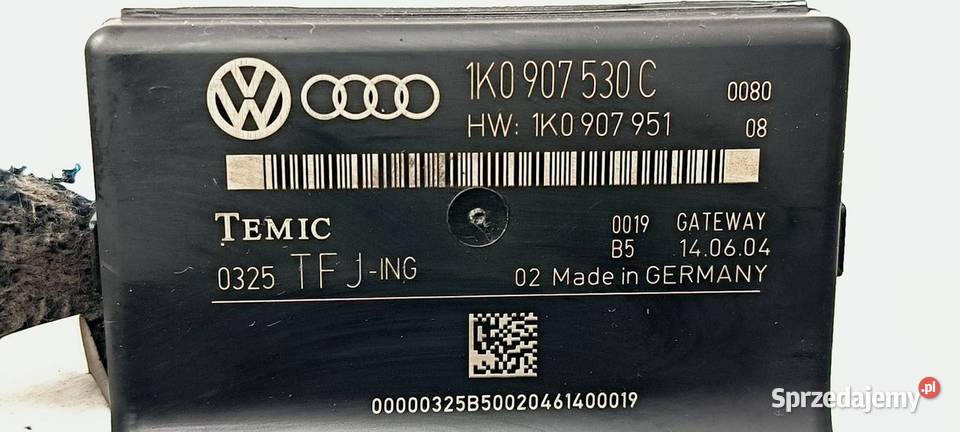 1K0 907 530 C 0080
HW: 1K0 907 951 08
TEMIC 0019 GATEWAY
B5 14.06.04
0325 TFJ-ING 02 Made in GERMANY
00000325B50020461400019
Sprzedajemy.pl